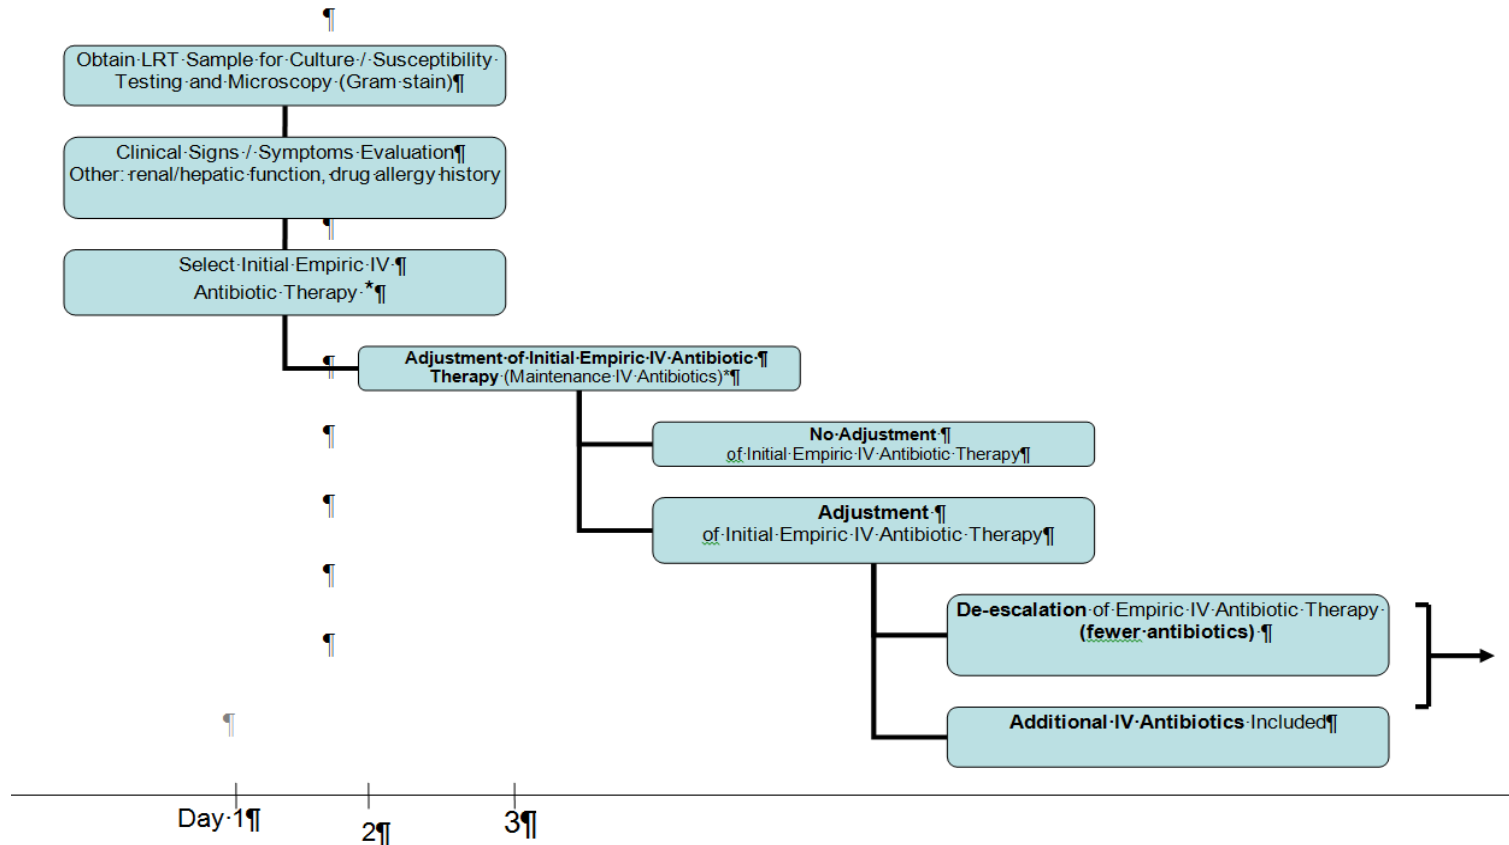 ¶
Obtain·LRT·Sample·for·Culture·/·Susceptibility·
Testing·and·Microscopy·(Gram·stain)¶
Clinical·Signs·/·Symptoms·Evaluation¶
Other:·renal/hepatic·function,·drug·allergy·history
¶
Select·Initial·Empiric·IV·¶
Antibiotic·Therapy·*¶
¶
Adjustment·of·Initial·Empiric·IV·Antibiotic·¶
Therapy·(Maintenance·IV·Antibiotics)*¶
¶
No·Adjustment·¶
of·Initial·Empiric·IV·Antibiotic·Therapy¶
¶
Adjustment·¶
of·Initial·Empiric·IV·Antibiotic·Therapy¶
¶
De-escalation·of·Empiric·IV·Antibiotic·Therapy·
(fewer·antibiotics)·¶
¶
¶
Additional·IV·Antibiotics·Included¶
Day·1¶
2¶
3¶